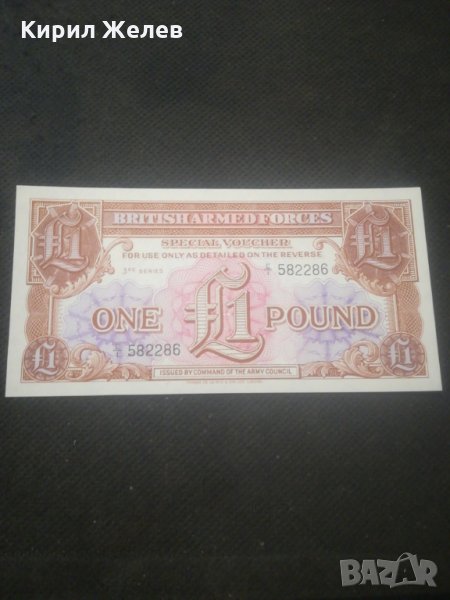 Кирил Желев
BRITISH ARMED FORCES
SPECIAL VOUCHER
FOR USE ONLY AS DETAILED ON THE REVERSE
3RD SERIES
582286
£1 £1
ONE £1 POUND
582286
£1 £1
ISSUED BY COMMAND OF THE ARMY COUNCIL
BAZAR